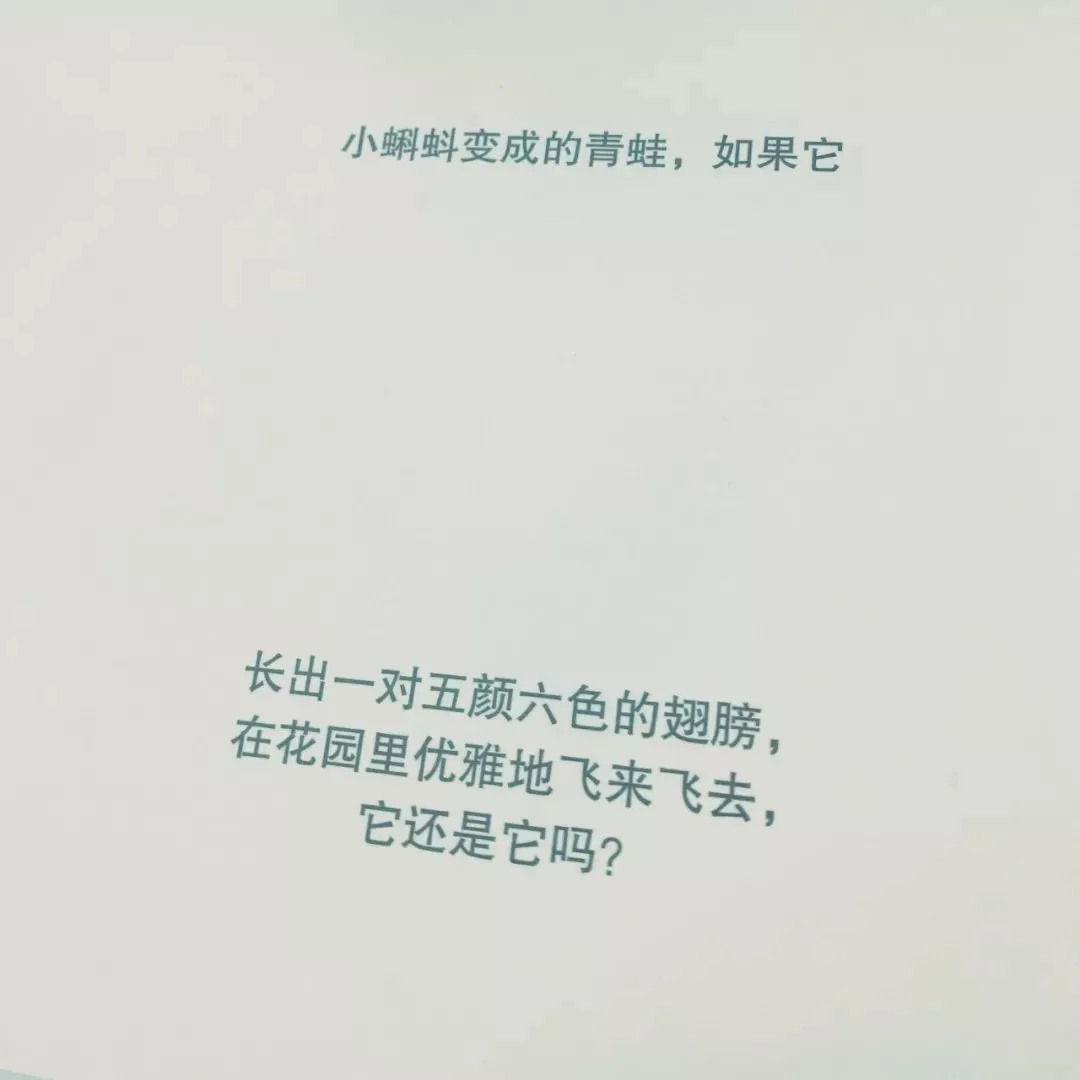 小蝌蚪变成的青蛙，如果它
长出一对五颜六色的翅膀，
在花园里优雅地飞来飞去，
它还是它吗？